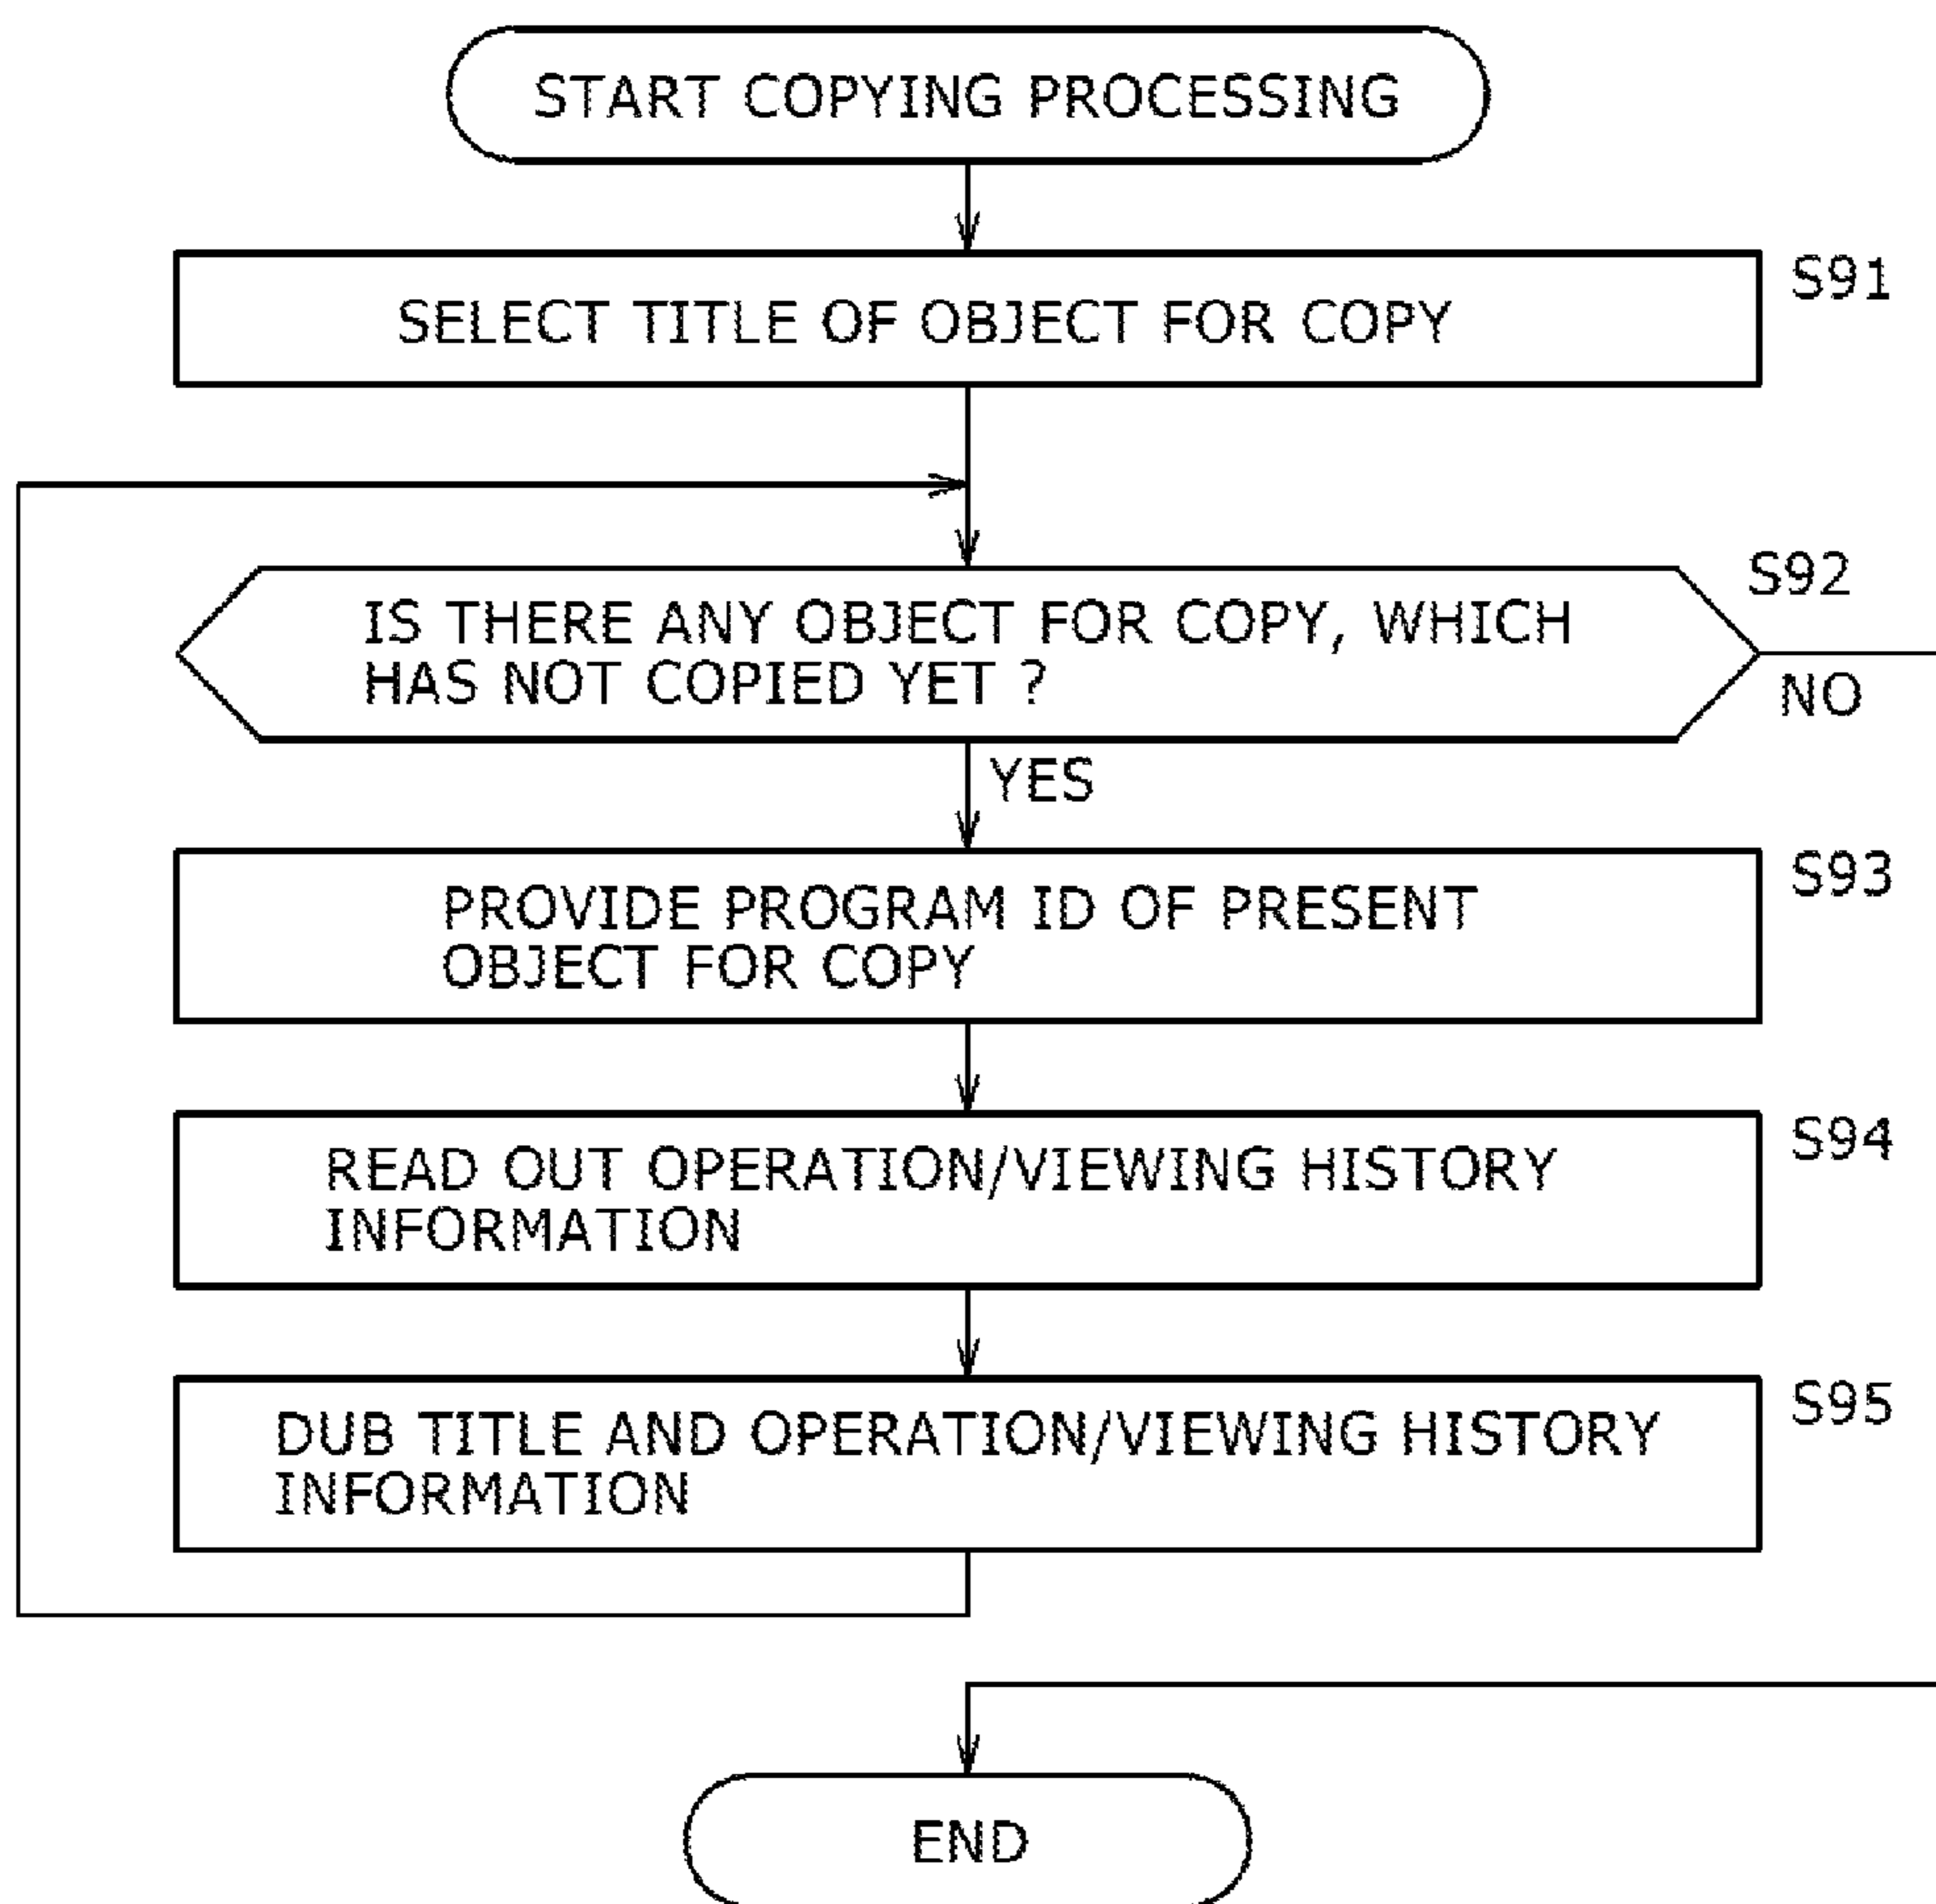 START COPYING PROCESSING
S91
SELECT TITLE OF OBJECT FOR COPY
S92
IS THERE ANY OBJECT FOR COPY, WHICH
HAS NOT COPIED YET ?
NO
YES
S93
PROVIDE PROGRAM ID OF PRESENT
OBJECT FOR COPY
S94
READ OUT OPERATION/VIEWING HISTORY
INFORMATION
S95
DUB TITLE AND OPERATION/VIEWING HISTORY
INFORMATION
END